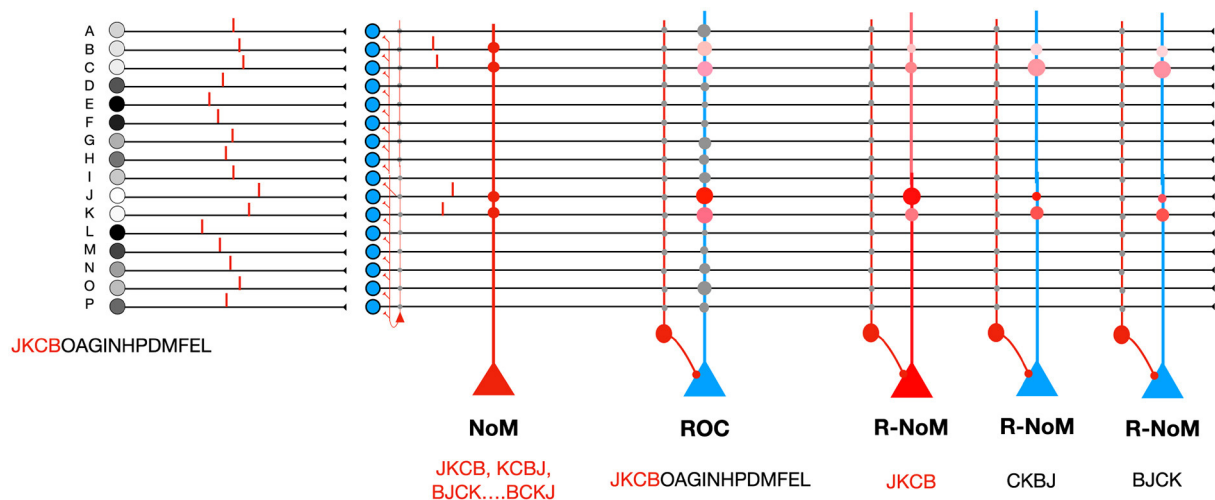 A
B
C
D
E
F
G
H
I
J
K
L
M
N
O
P
JKCBOAGINHPDMFEL
NoM
ROC
R-NoM
R-NoM
R-NoM
JKCB, KCBJ,
BJCK....BCKJ
JKCBOAGINHPDMFEL
JKCB
CKBJ
BJCK